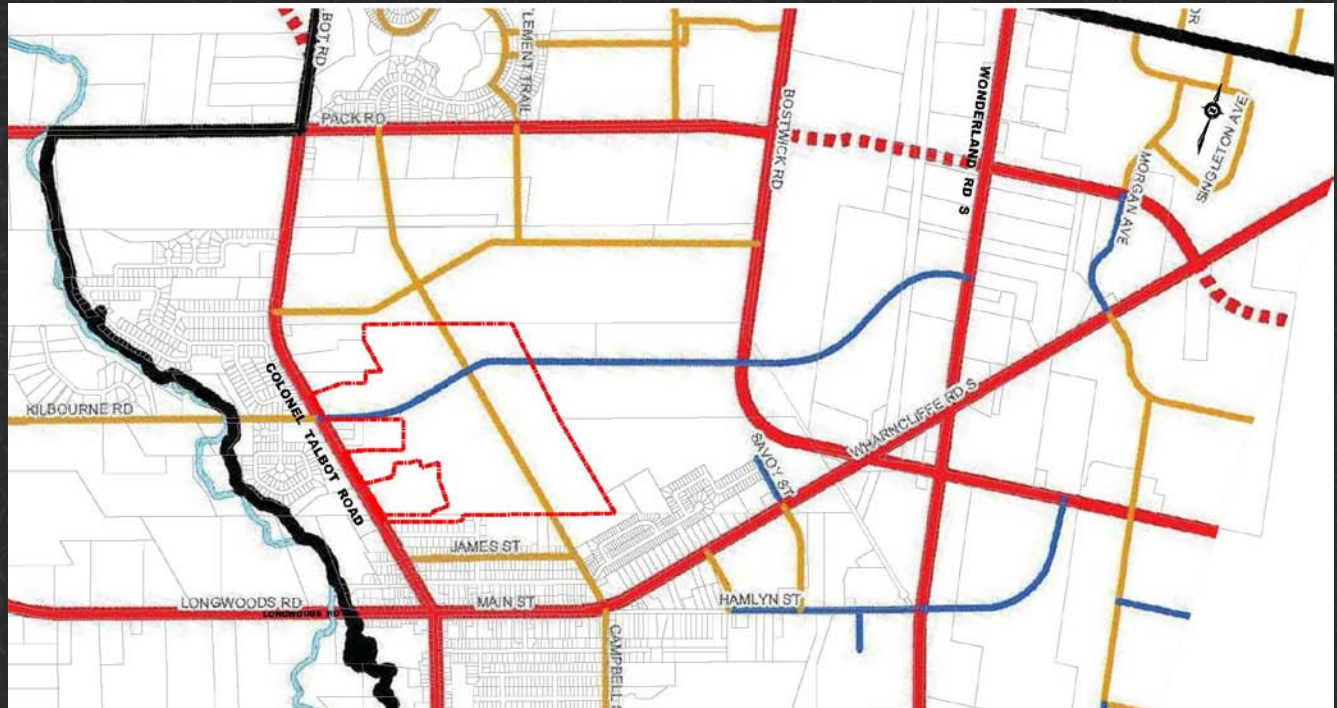 BOT RD
LEMENT TRAIL
OR
PACK RD
BOSTWICK RD
WONDERLAND RD S
MORGAN AVE
SINGLETON AVE
KILBOURNE RD
COLONEL TALBOT ROAD
WHARNCLIFFE RD S
SAVOY ST
JAMES ST
LONGWOODS RD
LONGWOODS RD
MAIN ST
HAMLYN ST
CAMPBELL S